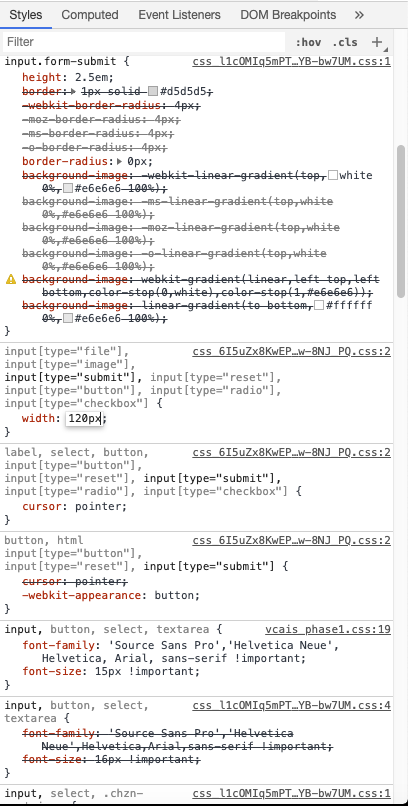 Styles Computed Event Listeners DOM Breakpoints »
Filter :hov .cls +
input.form-submit { css_l1cOMIq5mPT…YB-bw7UM.css:1
height: 2.5em;
border: 1px solid #d5d5d5;
-webkit-border-radius: 4px;
-moz-border-radius: 4px;
-ms-border-radius: 4px;
-o-border-radius: 4px;
border-radius: 0px;
background-image: -webkit-linear-gradient(top, white
0%, #e6e6e6 100%);
background-image: -ms-linear-gradient(top,white
0%,#e6e6e6 100%);
background-image: -moz-linear-gradient(top,white
0%,#e6e6e6 100%);
background-image: -o-linear-gradient(top,white
0%,#e6e6e6 100%);
background-image: webkit-gradient(linear,left top,left
bottom,color-stop(0,white),color-stop(1,#e6e6e6));
background-image: linear-gradient(to bottom, #ffffff
0%, #e6e6e6 100%);
}
input[type="file"], css_6I5uZx8KwEP…w-8NJ_PQ.css:2
input[type="image"],
input[type="submit"], input[type="reset"],
input[type="button"], input[type="radio"],
input[type="checkbox"] {
width: 120px;
}
label, select, button, css_6I5uZx8KwEP…w-8NJ_PQ.css:2
input[type="button"],
input[type="reset"], input[type="submit"],
input[type="radio"], input[type="checkbox"] {
cursor: pointer;
}
button, html css_6I5uZx8KwEP…w-8NJ_PQ.css:2
input[type="button"],
input[type="reset"], input[type="submit"] {
cursor: pointer;
-webkit-appearance: button;
}
input, button, select, textarea { vcais_phase1.css:19
font-family: 'Source Sans Pro','Helvetica Neue',
Helvetica, Arial, sans-serif !important;
font-size: 15px !important;
}
input, button, select, css_l1cOMIq5mPT…YB-bw7UM.css:4
textarea {
font-family: 'Source Sans Pro','Helvetica
Neue',Helvetica,Arial,sans-serif !important;
font-size: 16px !important;
}
input, select, .chzn- css_l1cOMIq5mPT…YB-bw7UM.css:1